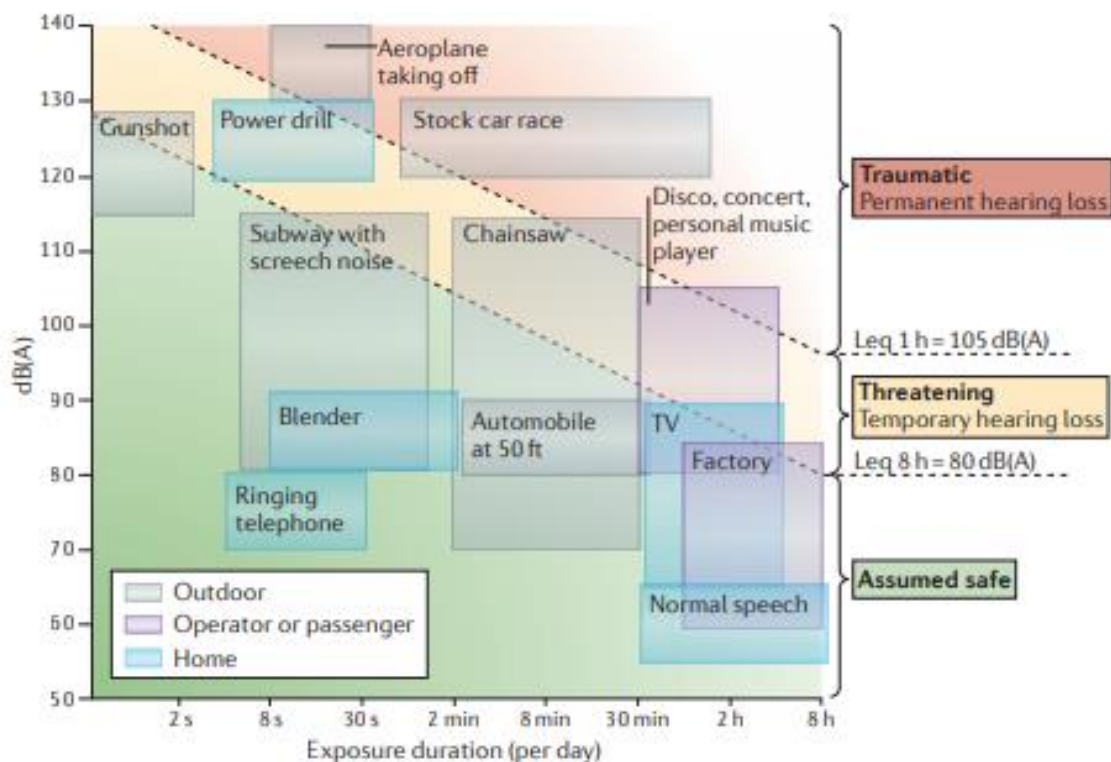 140
130
120
110
100
90
80
70
60
50
dB(A)
Aeroplane
taking off
Gunshot
Power drill
Stock car race
Disco, concert,
personal music
player
Subway with
screech noise
Chainsaw
Blender
Automobile
at 50 ft
TV
Factory
Ringing
telephone
Normal speech
Outdoor
Operator or passenger
Home
2 s
8 s
30 s
2 min
8 min
30 min
2 h
8 h
Exposure duration (per day)
Traumatic
Permanent hearing loss
Leq 1 h = 105 dB(A)
Threatening
Temporary hearing loss
Leq 8 h = 80 dB(A)
Assumed safe